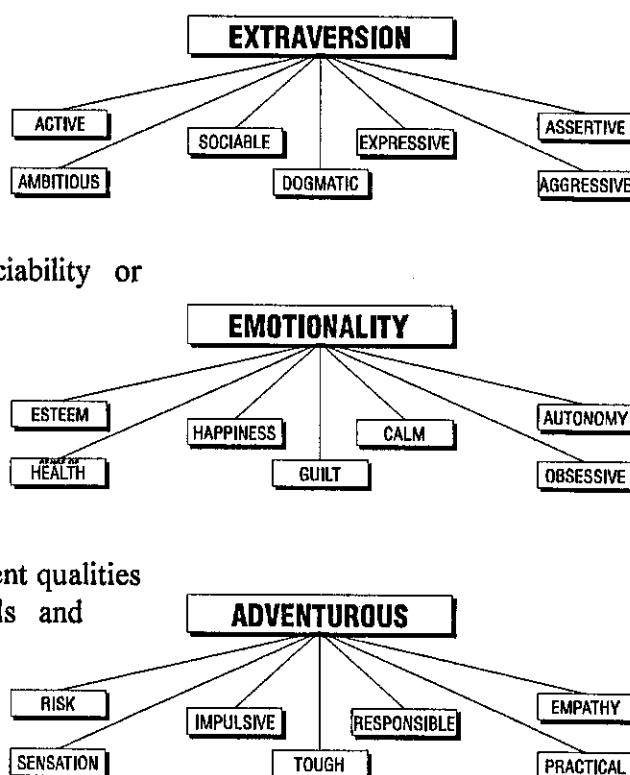 EXTRAVERSION
ACTIVE
SOCIABLE
EXPRESSIVE
ASSERTIVE
AMBITIOUS
DOGMATIC
AGGRESSIVE
ciability or
EMOTIONALITY
ESTEEM
HAPPINESS
CALM
AUTONOMY
HEALTH
GUILT
OBSESSIVE
ent qualities
ls and
ADVENTUROUS
RISK
IMPULSIVE
RESPONSIBLE
EMPATHY
SENSATION
TOUGH
PRACTICAL